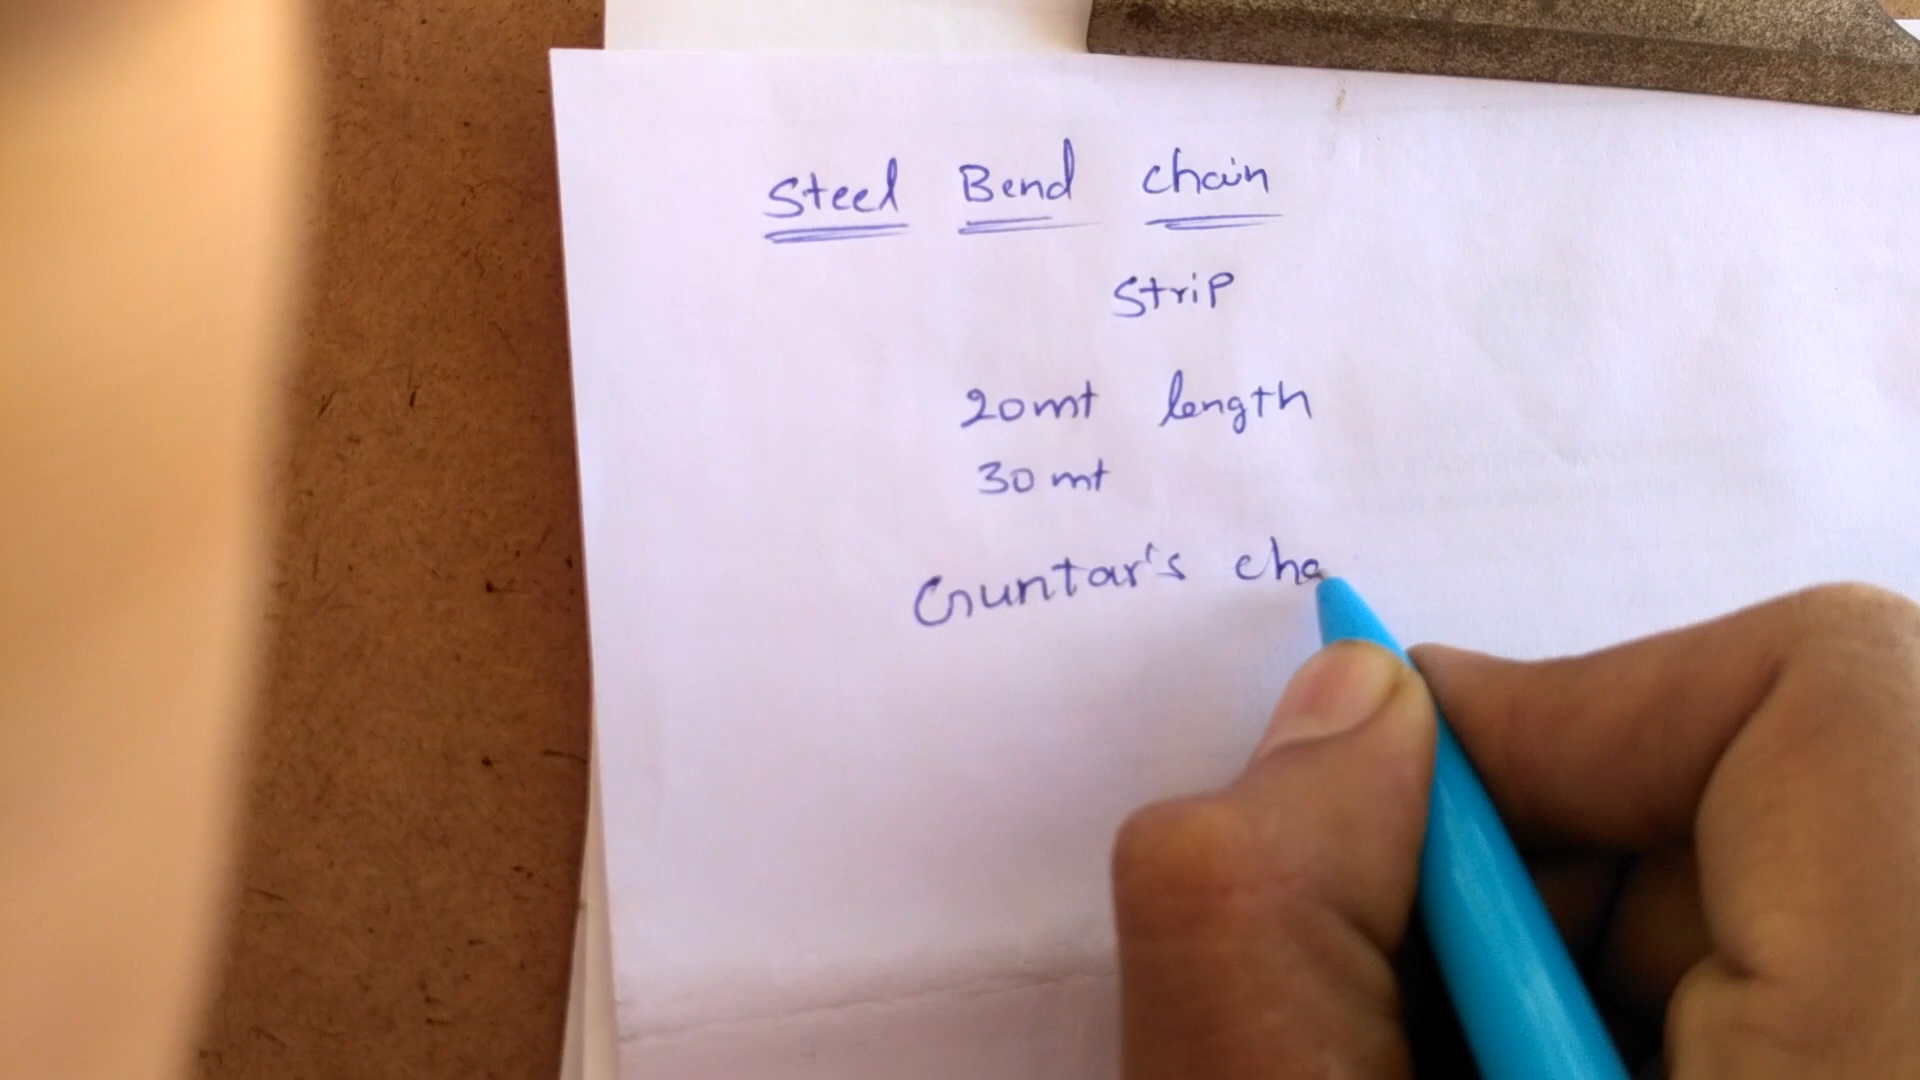 Steel Bend chain
Strip
20mt length
30 mt
Guntar's cha